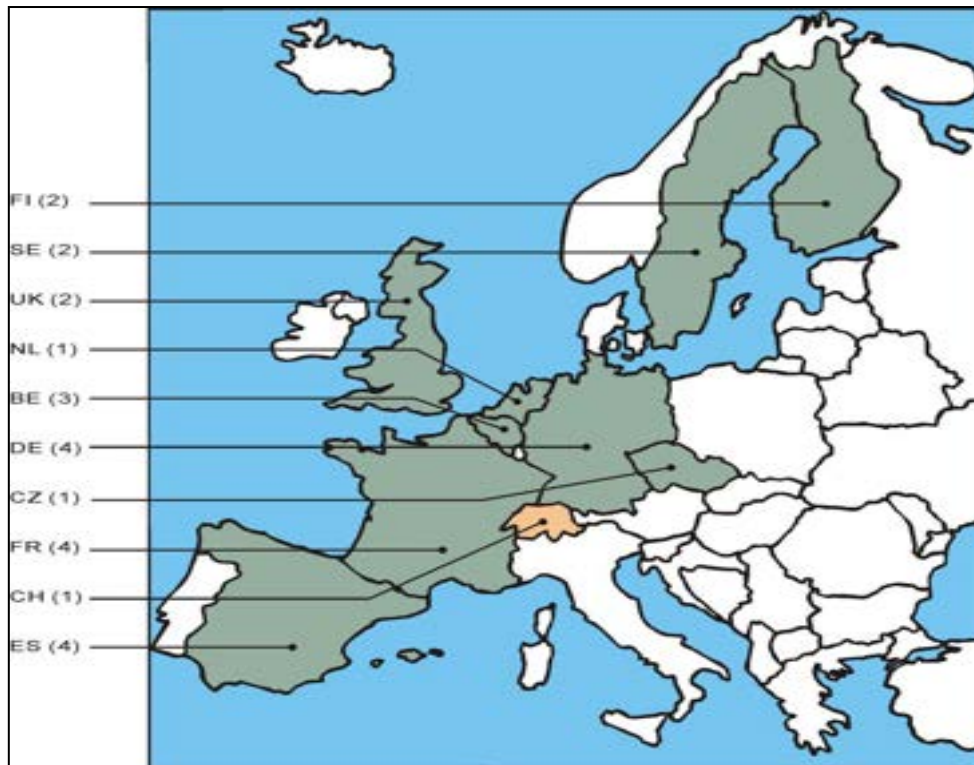 FI (2)
SE (2)
UK (2)
NL (1)
BE (3)
DE (4)
CZ (1)
FR (4)
CH (1)
ES (4)